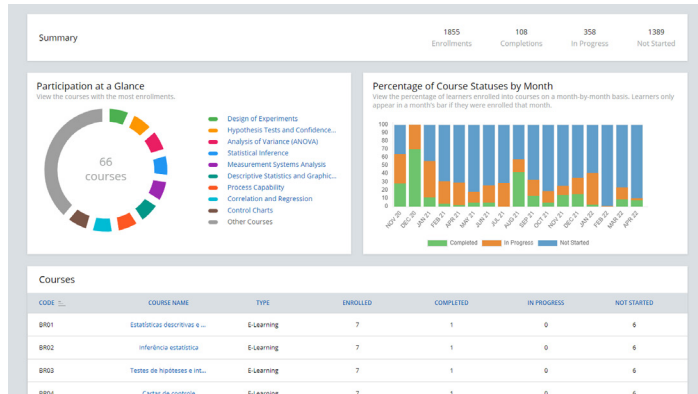 Summary
1855 108 358 1389
Enrollments Completions In Progress Not Started
Participation at a Glance
View the courses with the most enrollments.
66
courses
Design of Experiments
Hypothesis Tests and Confidence...
Analysis of Variance (ANOVA)
Statistical Inference
Measurement Systems Analysis
Descriptive Statistics and Graphic...
Process Capability
Correlation and Regression
Control Charts
Other Courses
Percentage of Course Statuses by Month
View the percentage of learners enrolled into courses on a month-by-month basis. Learners only
appear in a month's bar if they were enrolled that month.
100
90
80
70
60
50
40
30
20
10
0
NOV 20 DEC 20 JAN 21 FEB 21 APR 21 MAY 21 JUN 21 JUL 21 AUG 21 SEP 21 OCT 21 NOV 21 DEC 21 JAN 22 FEB 22 MAR 22 APR 22
Completed In Progress Not Started
Courses
CODE COURSE NAME TYPE ENROLLED COMPLETED IN PROGRESS NOT STARTED
BR01 Estatísticas descritivas e ... E-Learning 7 1 0 6
BR02 Inferência estatística E-Learning 7 1 0 6
BR03 Testes de hipóteses e int... E-Learning 7 1 0 6
BR04 Cartas de controle E-Learning